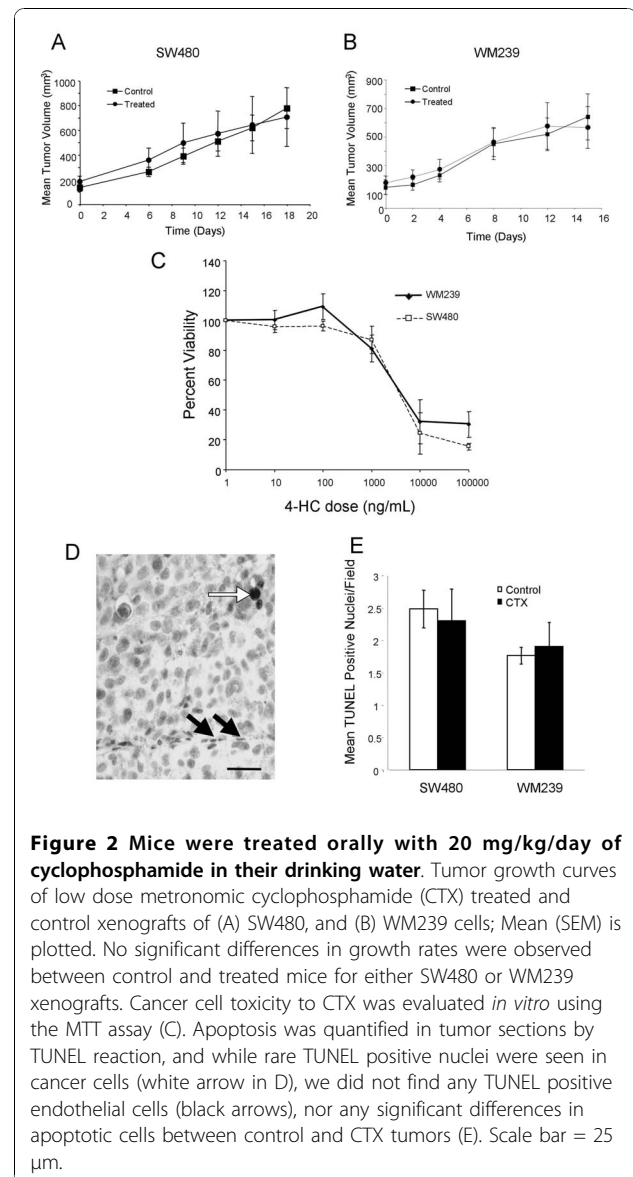 A
SW480
Mean Tumor Volume (mm³)
1000
800
600
400
200
0
Control
Treated
0 2 4 6 8 10 12 14 16 18 20
Time (Days)
B
WM239
Mean Tumor Volume (mm³)
900
700
500
300
100
Control
Treated
0 2 4 6 8 10 12 14 16
Time (Days)
C
Percent Viability
140
120
100
80
60
40
20
0
WM239
SW480
1 10 100 1000 10000 100000
4-HC dose (ng/mL)
D
E
Mean TUNEL Positive Nuclei/Field
3
2.5
2
1.5
1
0.5
0
Control
CTX
SW480 WM239
Figure 2 Mice were treated orally with 20 mg/kg/day of
cyclophosphamide in their drinking water. Tumor growth curves
of low dose metronomic cyclophosphamide (CTX) treated and
control xenografts of (A) SW480, and (B) WM239 cells; Mean (SEM) is
plotted. No significant differences in growth rates were observed
between control and treated mice for either SW480 or WM239
xenografts. Cancer cell toxicity to CTX was evaluated in vitro using
the MTT assay (C). Apoptosis was quantified in tumor sections by
TUNEL reaction, and while rare TUNEL positive nuclei were seen in
cancer cells (white arrow in D), we did not find any TUNEL positive
endothelial cells (black arrows), nor any significant differences in
apoptotic cells between control and CTX tumors (E). Scale bar = 25
μm.